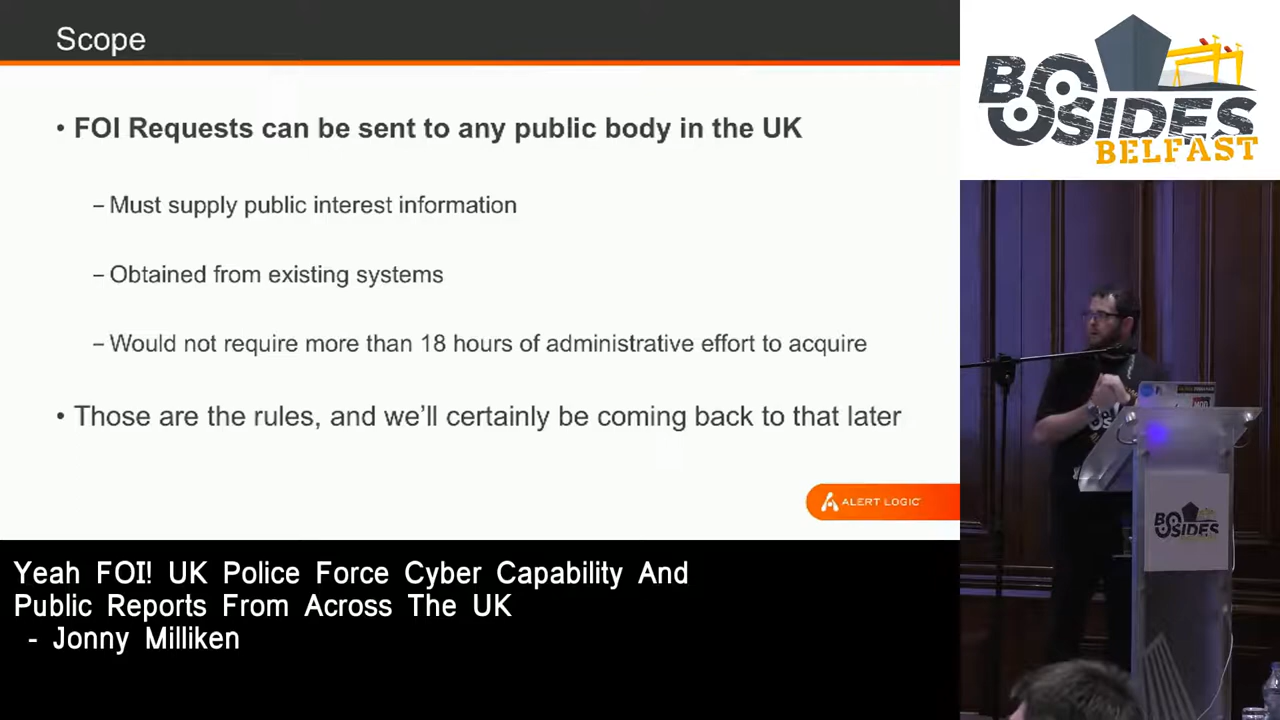 Scope
• FOI Requests can be sent to any public body in the UK
– Must supply public interest information
– Obtained from existing systems
– Would not require more than 18 hours of administrative effort to acquire
• Those are the rules, and we’ll certainly be coming back to that later
ALERT LOGIC
BSIDES
BELFAST
BSIDES
BELFAST
Yeah FOI! UK Police Force Cyber Capability And
Public Reports From Across The UK
- Jonny Milliken